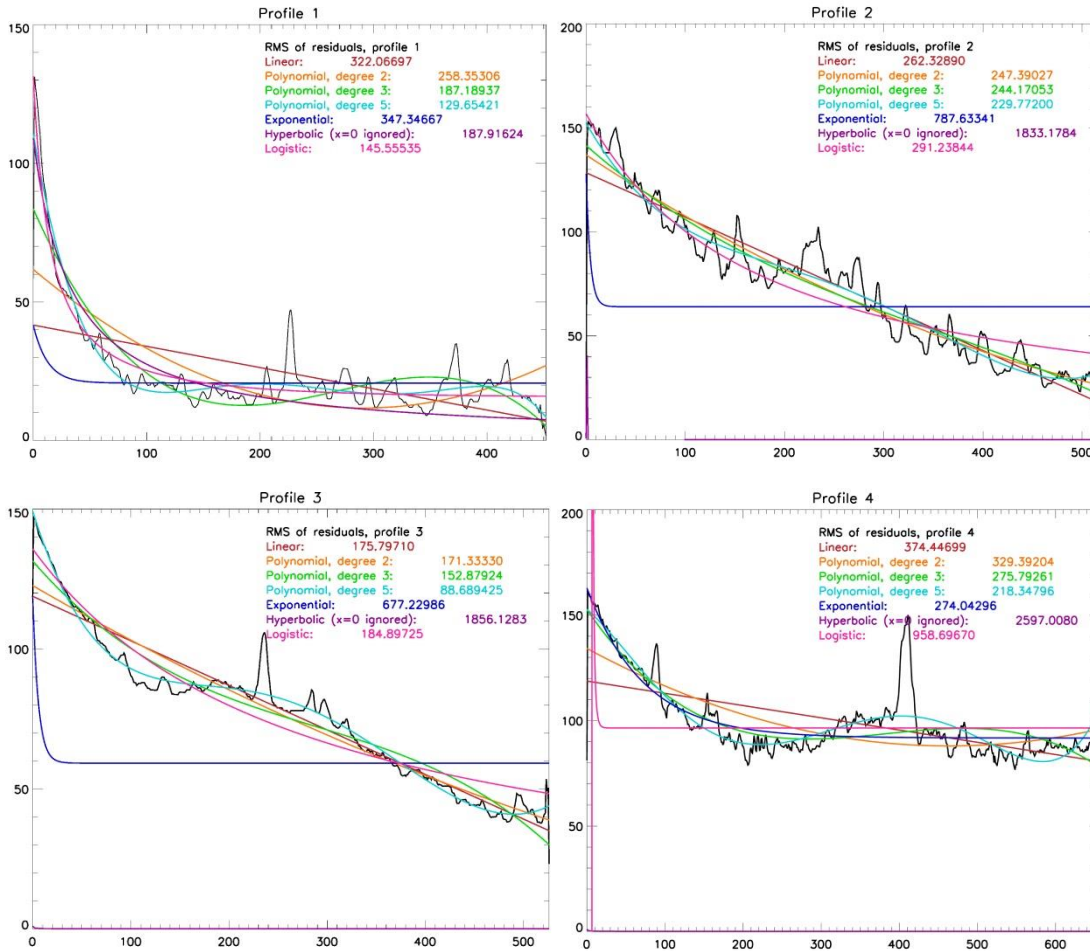 Profile 1
150
100
50
0
0 100 200 300 400
RMS of residuals, profile 1
Linear: 322.06697
Polynomial, degree 2: 258.35306
Polynomial, degree 3: 187.18937
Polynomial, degree 5: 129.65421
Exponential: 347.34667
Hyperbolic (x=0 ignored): 187.91624
Logistic: 145.55535
Profile 2
200
150
100
50
0
0 100 200 300 400 500
RMS of residuals, profile 2
Linear: 262.32890
Polynomial, degree 2: 247.39027
Polynomial, degree 3: 244.17053
Polynomial, degree 5: 229.77200
Exponential: 787.63341
Hyperbolic (x=0 ignored): 1833.1784
Logistic: 291.23844
Profile 3
150
100
50
0
0 100 200 300 400 500
RMS of residuals, profile 3
Linear: 175.79710
Polynomial, degree 2: 171.33330
Polynomial, degree 3: 152.87924
Polynomial, degree 5: 88.689425
Exponential: 677.22986
Hyperbolic (x=0 ignored): 1856.1283
Logistic: 184.89725
Profile 4
200
150
100
50
0
0 100 200 300 400 500 600
RMS of residuals, profile 4
Linear: 374.44699
Polynomial, degree 2: 329.39204
Polynomial, degree 3: 275.79261
Polynomial, degree 5: 218.34796
Exponential: 274.04296
Hyperbolic (x=0 ignored): 2597.0080
Logistic: 958.69670